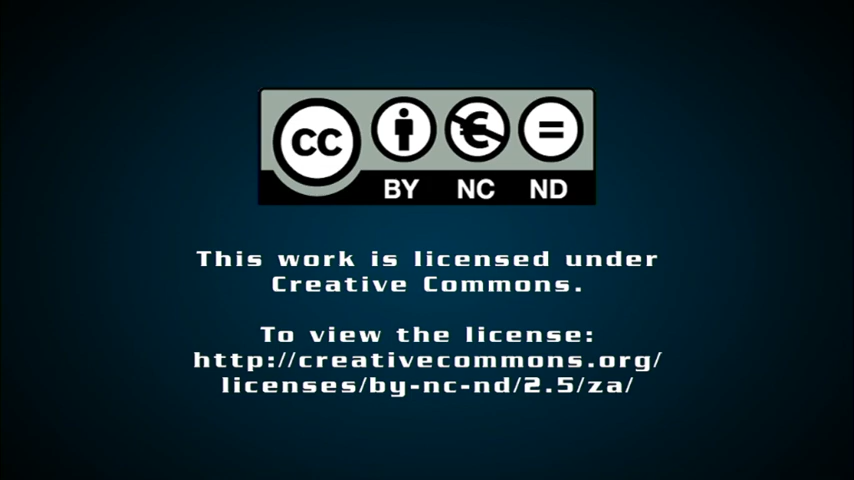 CC
BY NC ND
This work is licensed under
Creative Commons.
To view the license:
http://creativecommons.org/
licenses/by-nc-nd/2.5/za/